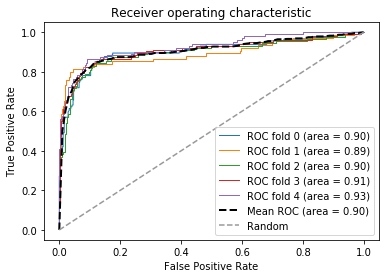 Receiver operating characteristic
True Positive Rate
1.0
0.8
0.6
0.4
0.2
0.0
ROC fold 0 (area = 0.90)
ROC fold 1 (area = 0.89)
ROC fold 2 (area = 0.90)
ROC fold 3 (area = 0.91)
ROC fold 4 (area = 0.93)
Mean ROC (area = 0.90)
Random
0.0 0.2 0.4 0.6 0.8 1.0
False Positive Rate